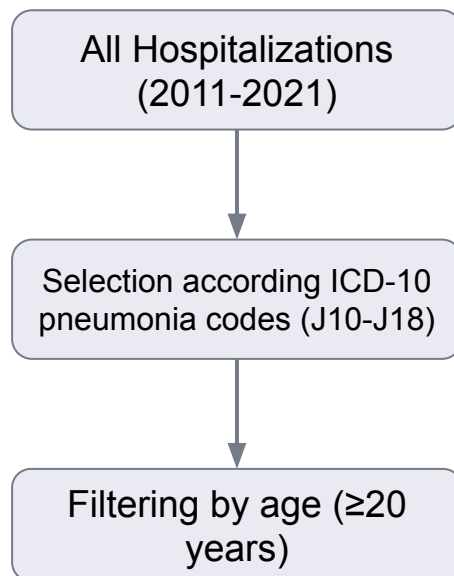 All Hospitalizations
(2011-2021)
Selection according ICD-10
pneumonia codes (J10-J18)
Filtering by age (≥20
years)